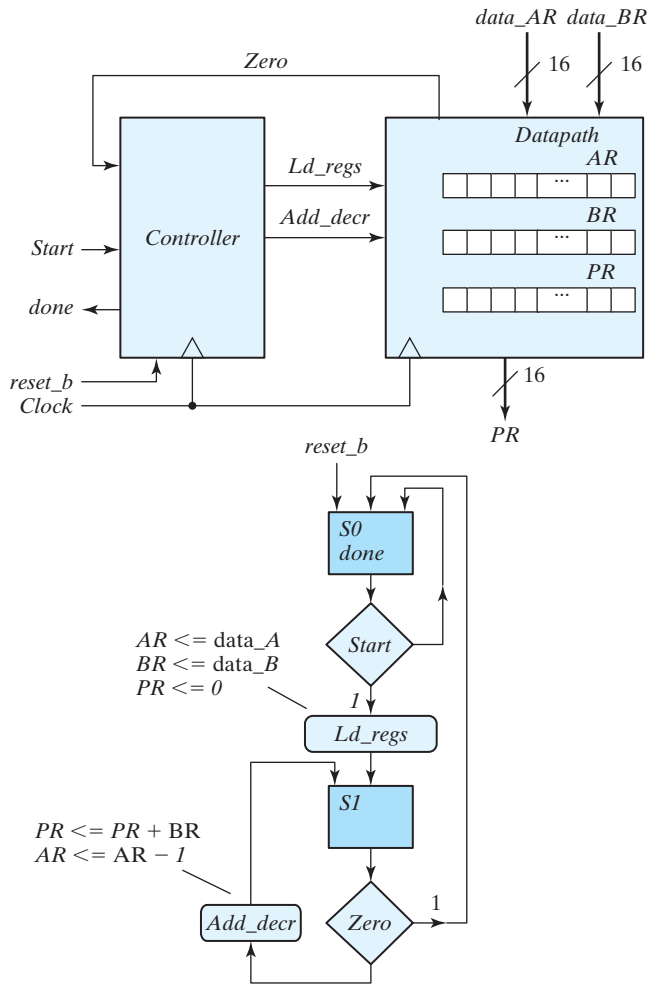 data_AR data_BR
Zero
16 16
Datapath
AR
...
Ld_regs
BR
...
Add_decr
Controller
Start
PR
...
done
reset_b
Clock
16
PR
reset_b
S0
done
Start
AR <= data_A
BR <= data_B
PR <= 0
1
Ld_regs
S1
PR <= PR + BR
AR <= AR − 1
1
Add_decr
Zero